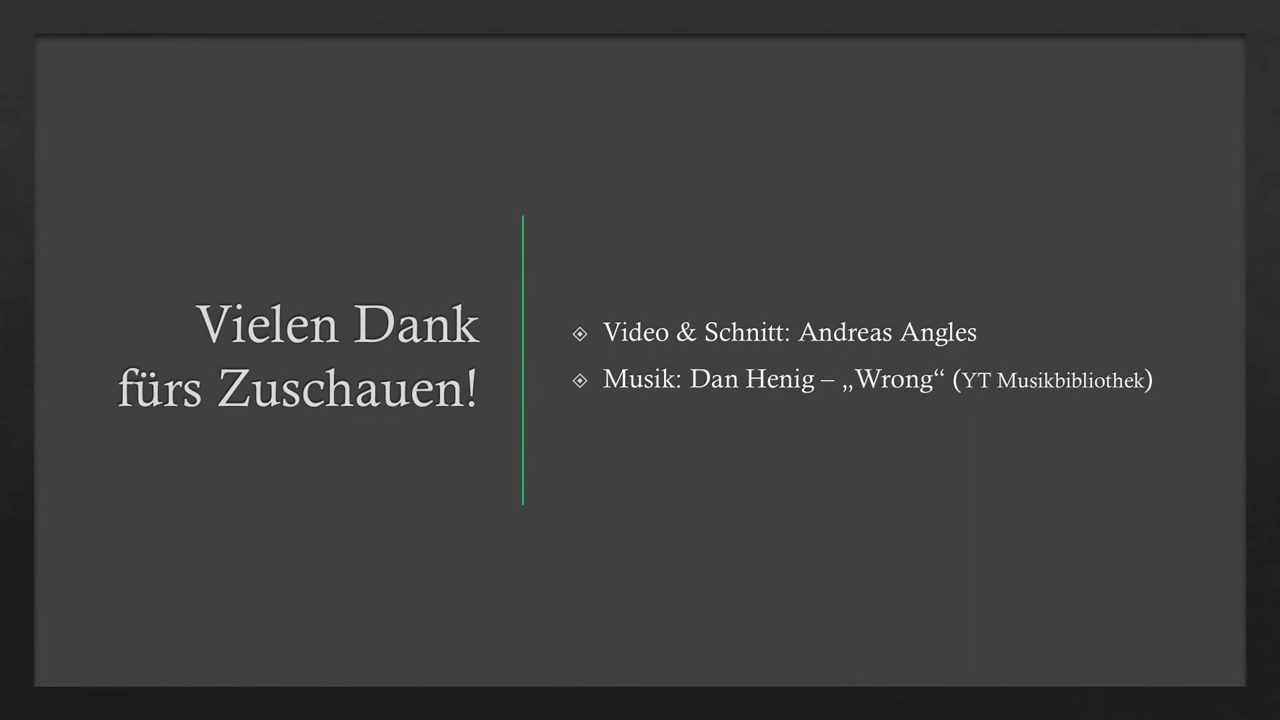 Vielen Dank
fürs Zuschauen!
Video & Schnitt: Andreas Angles
Musik: Dan Henig – „Wrong“ (YT Musikbibliothek)